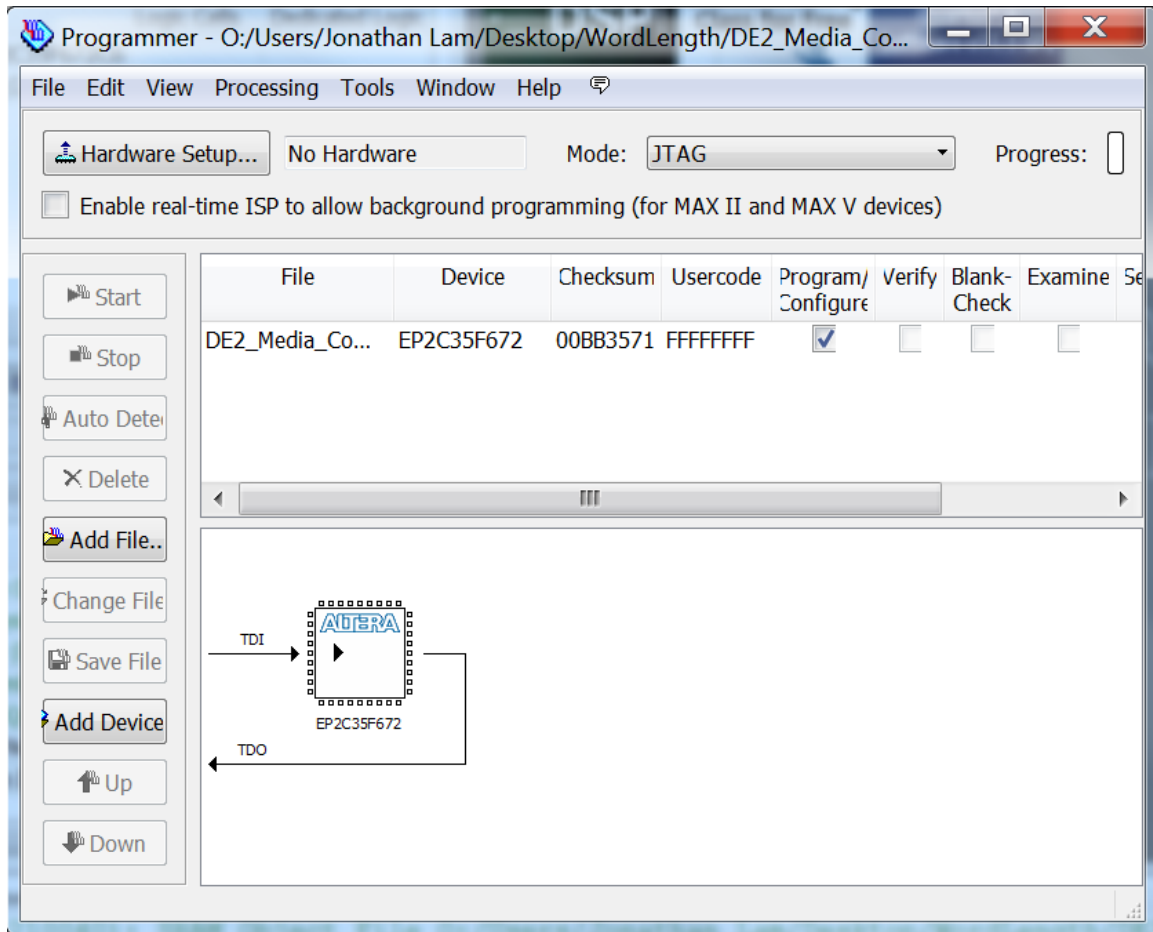 Programmer - O:/Users/Jonathan Lam/Desktop/WordLength/DE2_Media_Co...
File Edit View Processing Tools Window Help
Hardware Setup... No Hardware Mode: JTAG Progress:
Enable real-time ISP to allow background programming (for MAX II and MAX V devices)
File Device Checksum Usercode Program/ Verify Blank- Examine Se
Configure Check
DE2_Media_Co... EP2C35F672 00BB3571 FFFFFFFF
Start
Stop
Auto Dete
Delete
Add File..
Change File
Save File
Add Device
Up
Down
ALTERA
TDI
EP2C35F672
TDO